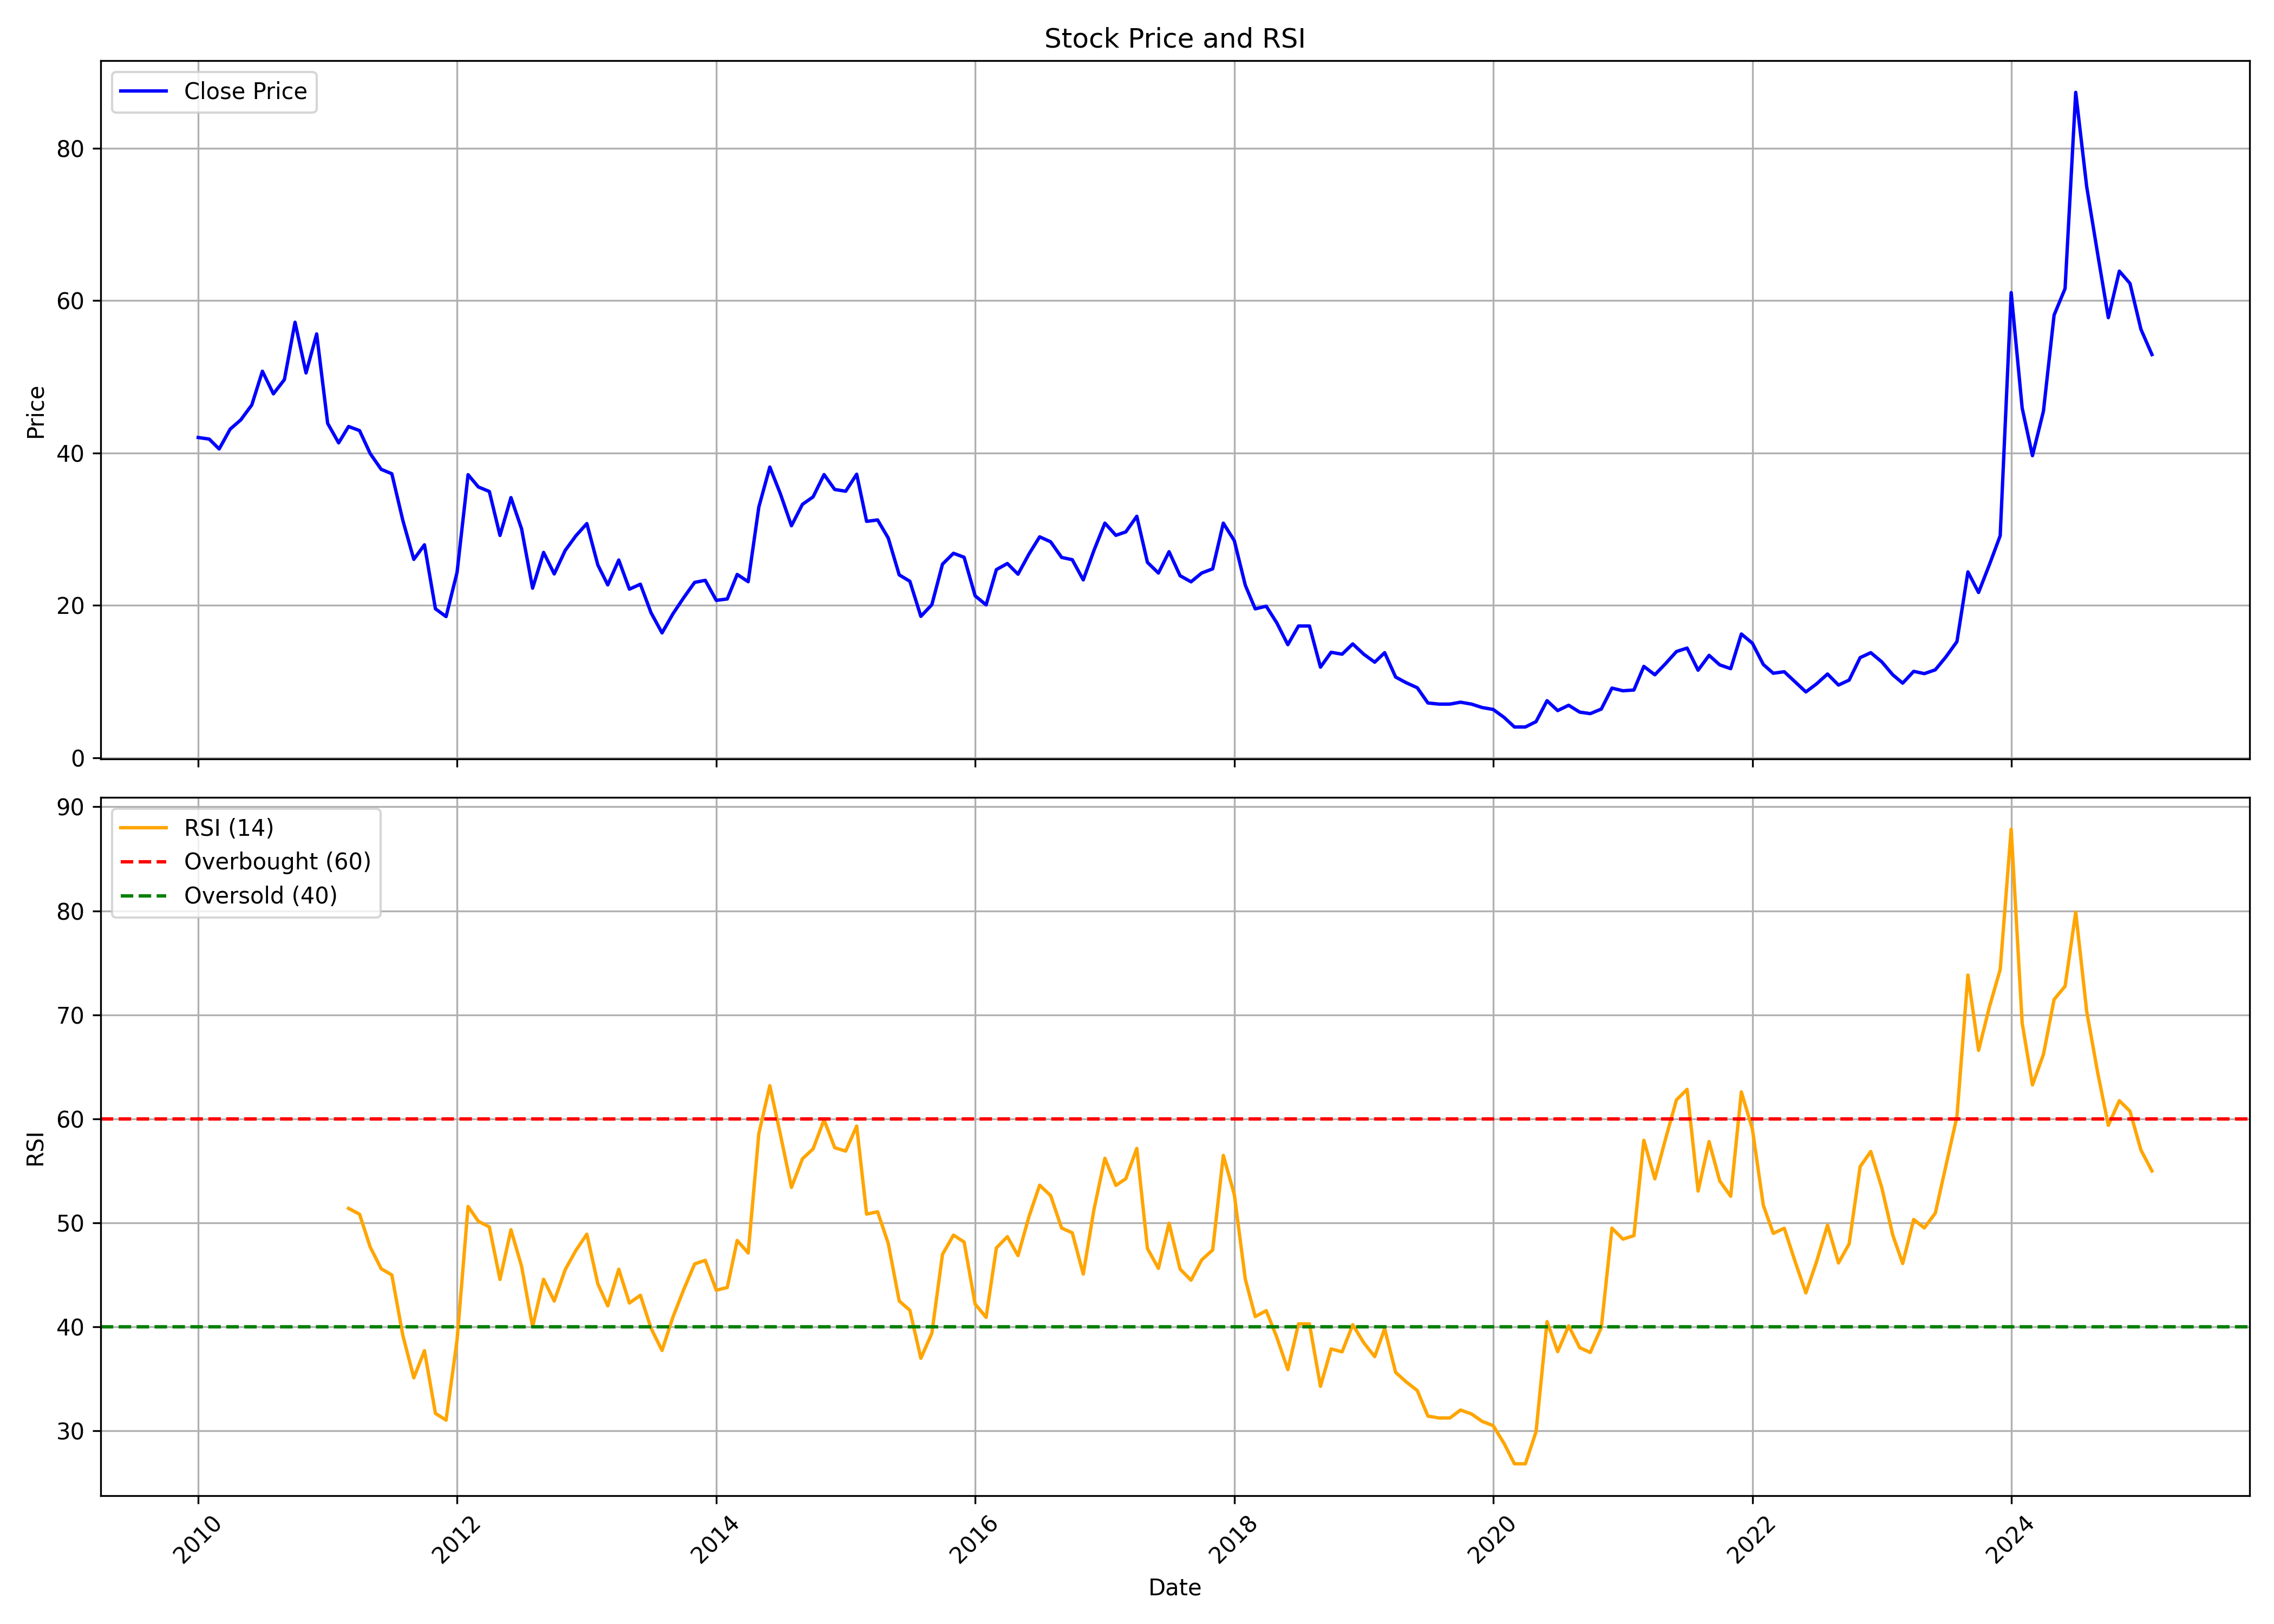 Stock Price and RSI
Close Price
Price
80
60
40
20
0
RSI (14)
Overbought (60)
Oversold (40)
RSI
90
80
70
60
50
40
30
2010
2012
2014
2016
2018
2020
2022
2024
Date